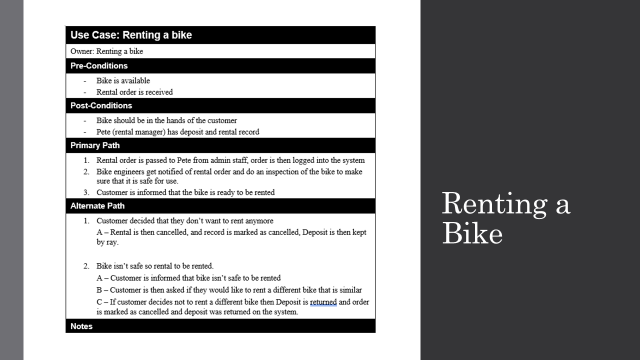 Use Case: Renting a bike
Owner: Renting a bike
Pre-Conditions
- Bike is available
- Rental order is received
Post-Conditions
- Bike should be in the hands of the customer
- Pete (rental manager) has deposit and rental record
Primary Path
1. Rental order is passed to Pete from admin staff, order is then logged into the system
2. Bike engineers get notified of rental order and do an inspection of the bike to make
sure that it is safe for use.
3. Customer is informed that the bike is ready to be rented
Alternate Path
1. Customer decided that they don't want to rent anymore
A – Rental is then cancelled, and record is marked as cancelled, Deposit is then kept
by ray.
2. Bike isn't safe so rental to be rented.
A – Customer is informed that bike isn't safe to be rented
B – Customer is then asked if they would like to rent a different bike that is similar
C – If customer decides not to rent a different bike then Deposit is returned and order
is marked as cancelled and deposit was returned on the system.
Notes
Renting a
Bike